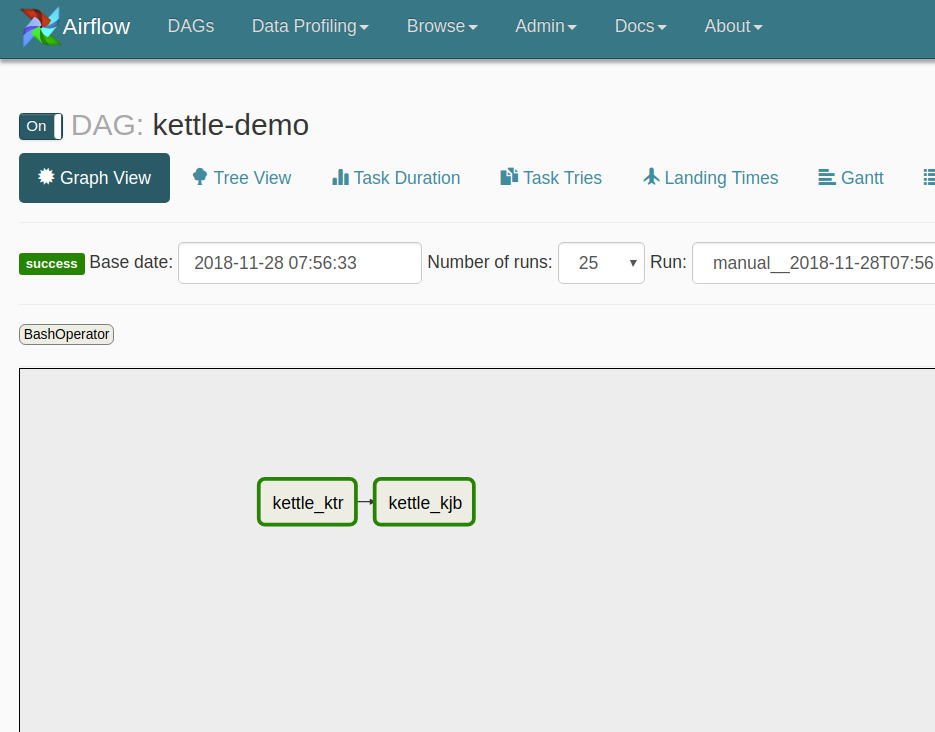 Airflow DAGs Data Profiling Browse Admin Docs About
On DAG: kettle-demo
Graph View Tree View Task Duration Task Tries Landing Times Gantt
success Base date: 2018-11-28 07:56:33 Number of runs: 25 Run: manual__2018-11-28T07:56
BashOperator
kettle_ktr kettle_kjb